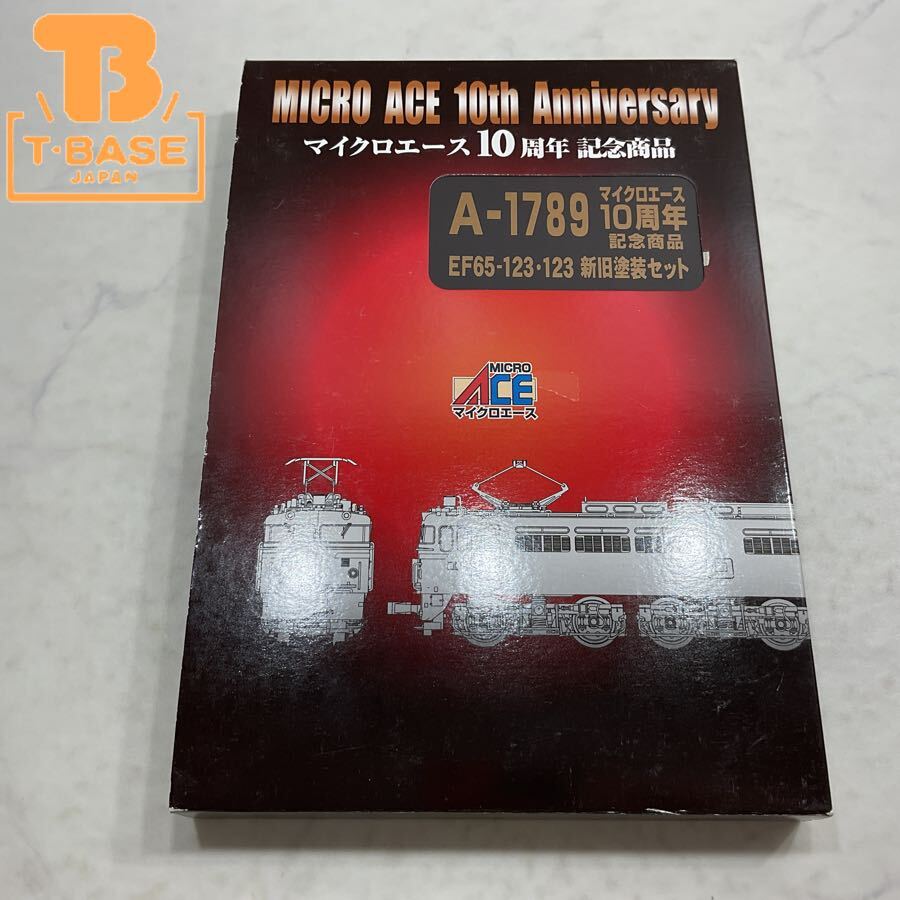 TB
T・BASE
JAPAN
MICRO ACE 10th Anniversary
マイクロエース10周年 記念商品
A-1789
マイクロエース
10周年
記念商品
EF65-123・123 新旧塗装セット
MICRO
ACE
マイクロエース